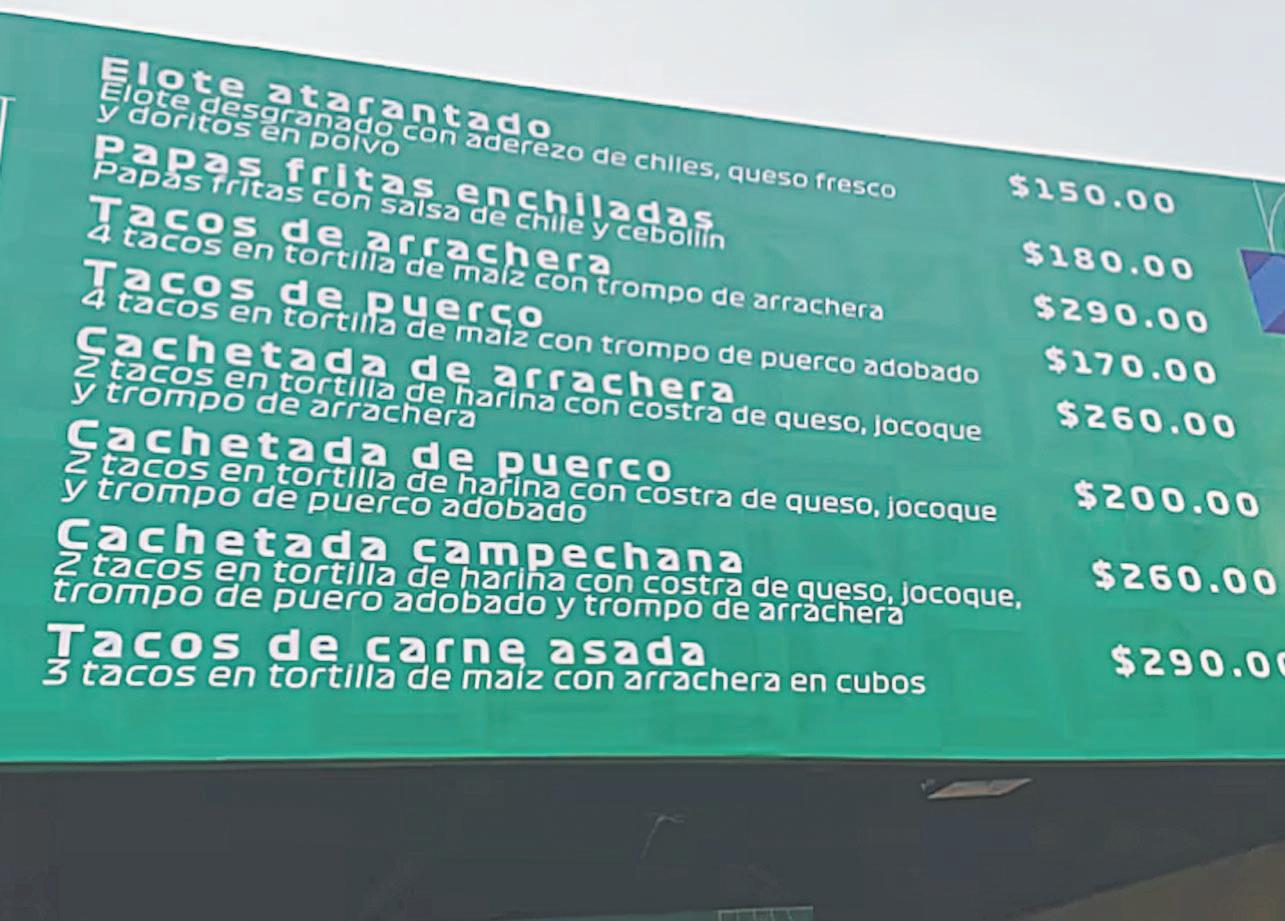 Elote atarantado
Elote desgranado con aderezo de chiles, queso fresco
y doritos en polvo
$150.00
Papas fritas enchiladas
Papas fritas con salsa de chile y cebollín
$180.00
Tacos de arrachera
4 tacos en tortilla de maíz con trompo de arrachera
$290.00
Tacos de puerco
4 tacos en tortilla de maíz con trompo de puerco adobado
$170.00
Cachetada de arrachera
2 tacos en tortilla de harina con costra de queso, jocoque
y trompo de arrachera
$260.00
Cachetada de puerco
2 tacos en tortilla de harina con costra de queso, jocoque
y trompo de puerco adobado
$200.00
Cachetada campechana
2 tacos en tortilla de harina con costra de queso, jocoque,
trompo de puero adobado y trompo de arrachera
$260.00
Tacos de carne asada
3 tacos en tortilla de maíz con arrachera en cubos
$290.00